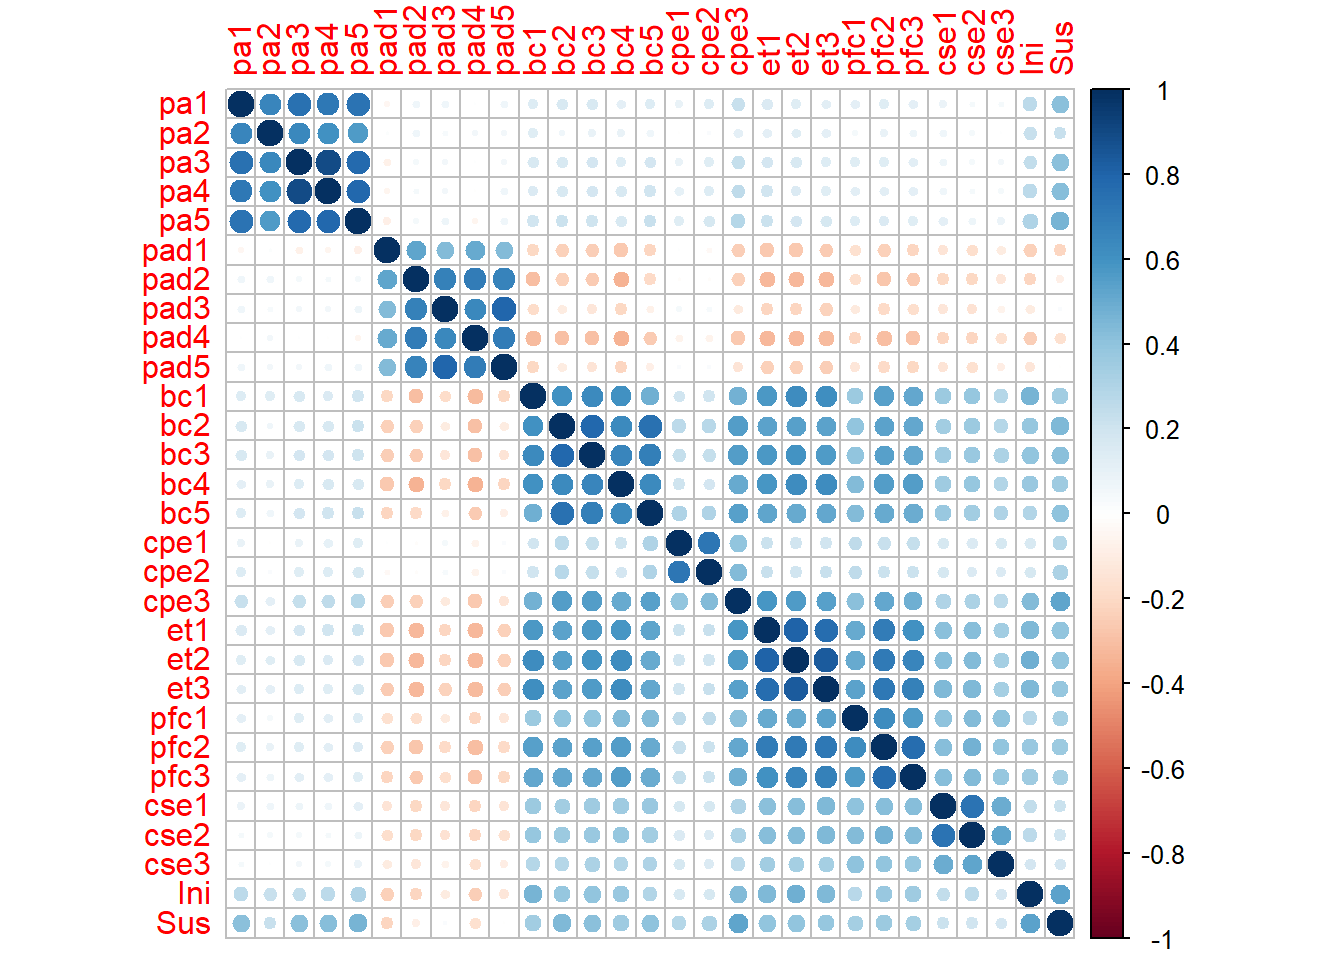 pa1 pa2 pa3 pa4 pa5 pad1 pad2 pad3 pad4 pad5 bc1 bc2 bc3 bc4 bc5 cpe1 cpe2 cpe3 et1 et2 et3 pfc1 pfc2 pfc3 cse1 cse2 cse3 Ini Sus
pa1
pa2
pa3
pa4
pa5
pad1
pad2
pad3
pad4
pad5
bc1
bc2
bc3
bc4
bc5
cpe1
cpe2
cpe3
et1
et2
et3
pfc1
pfc2
pfc3
cse1
cse2
cse3
Ini
Sus
1
0.8
0.6
0.4
0.2
0
-0.2
-0.4
-0.6
-0.8
-1